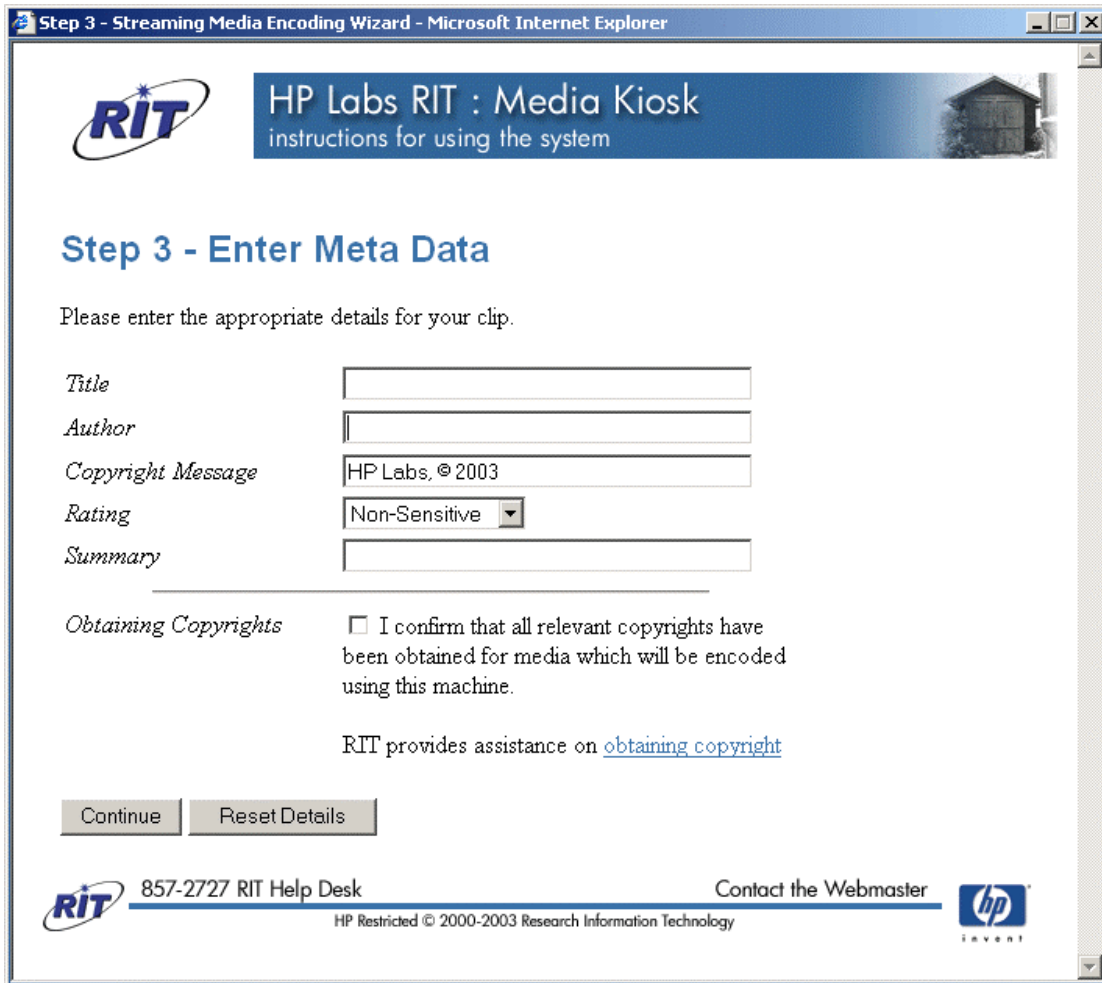 Step 3 - Streaming Media Encoding Wizard - Microsoft Internet Explorer
RIT
HP Labs RIT : Media Kiosk
instructions for using the system
Step 3 - Enter Meta Data
Please enter the appropriate details for your clip.
Title
Author
Copyright Message HP Labs, © 2003
Rating Non-Sensitive
Summary
Obtaining Copyrights I confirm that all relevant copyrights have
been obtained for media which will be encoded
using this machine.
RIT provides assistance on obtaining copyright
Continue Reset Details
RIT 857-2727 RIT Help Desk Contact the Webmaster
HP Restricted © 2000-2003 Research Information Technology
hp
invent